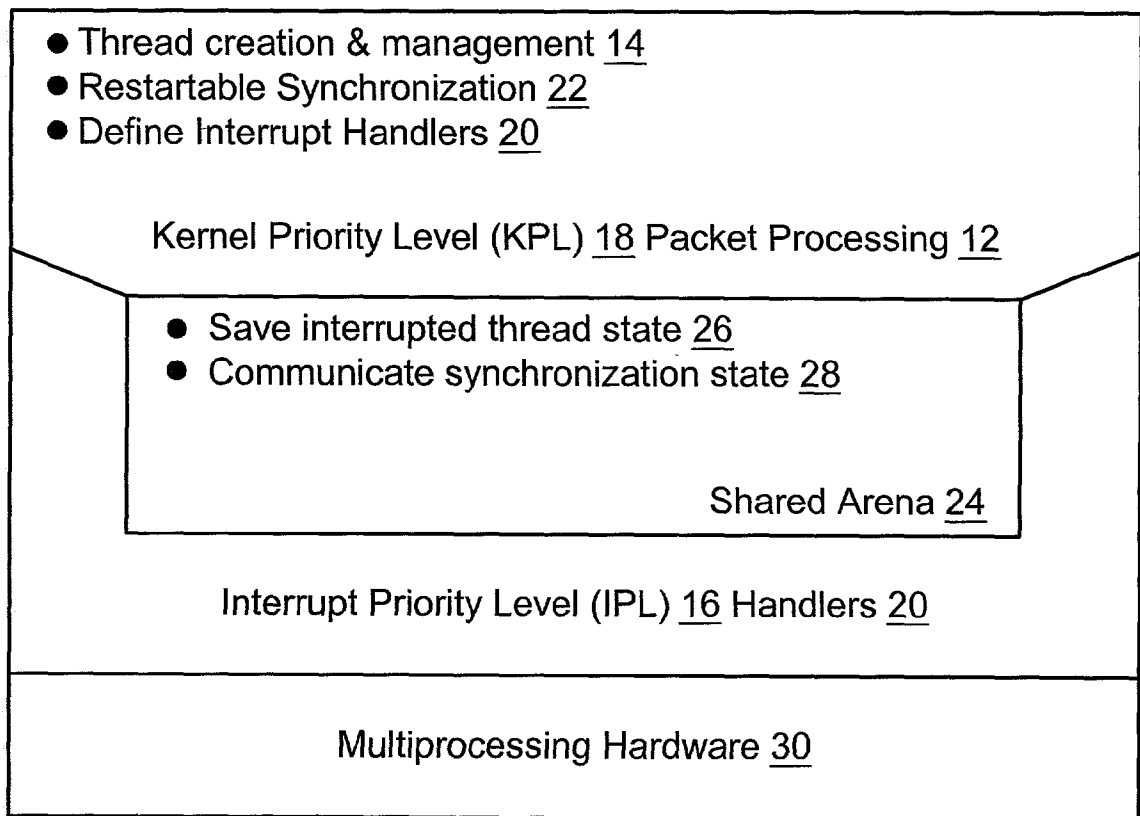 ● Thread creation & management 14
● Restartable Synchronization 22
● Define Interrupt Handlers 20
Kernel Priority Level (KPL) 18 Packet Processing 12
● Save interrupted thread state 26
● Communicate synchronization state 28
Shared Arena 24
Interrupt Priority Level (IPL) 16 Handlers 20
Multiprocessing Hardware 30